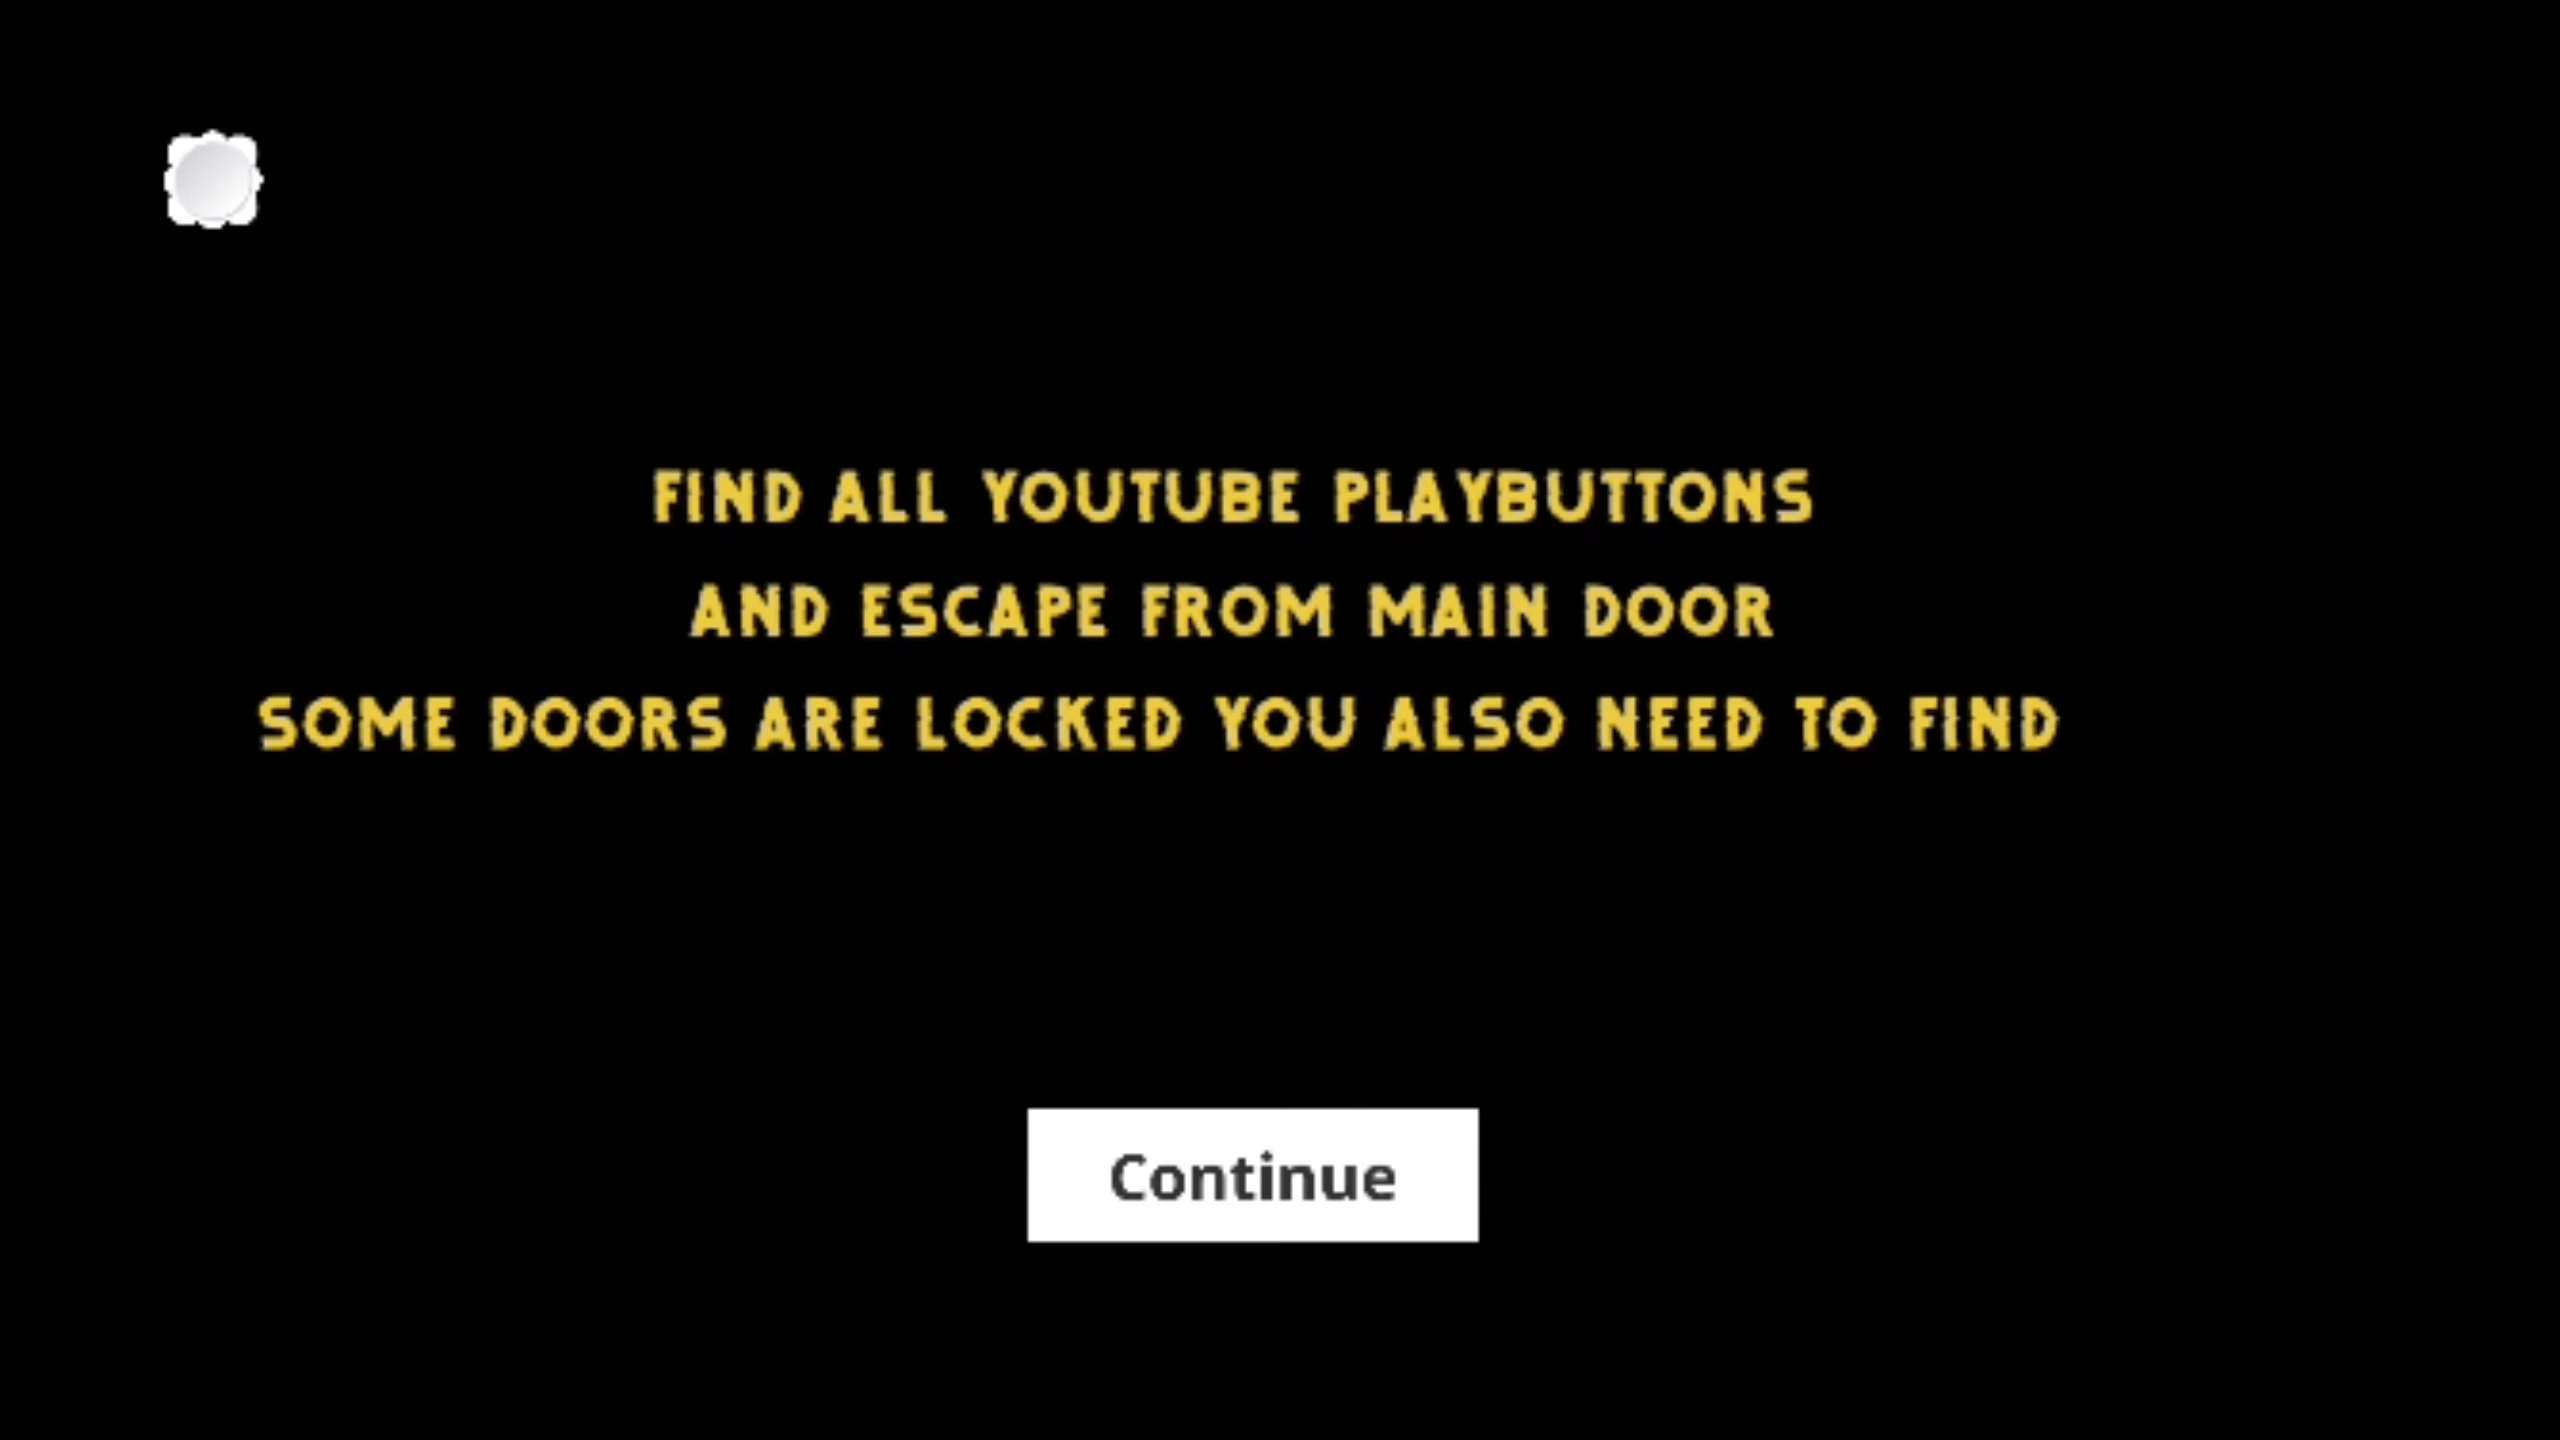 FIND ALL YOUTUBE PLAYBUTTONS
AND ESCAPE FROM MAIN DOOR
SOME DOORS ARE LOCKED YOU ALSO NEED TO FIND
Continue